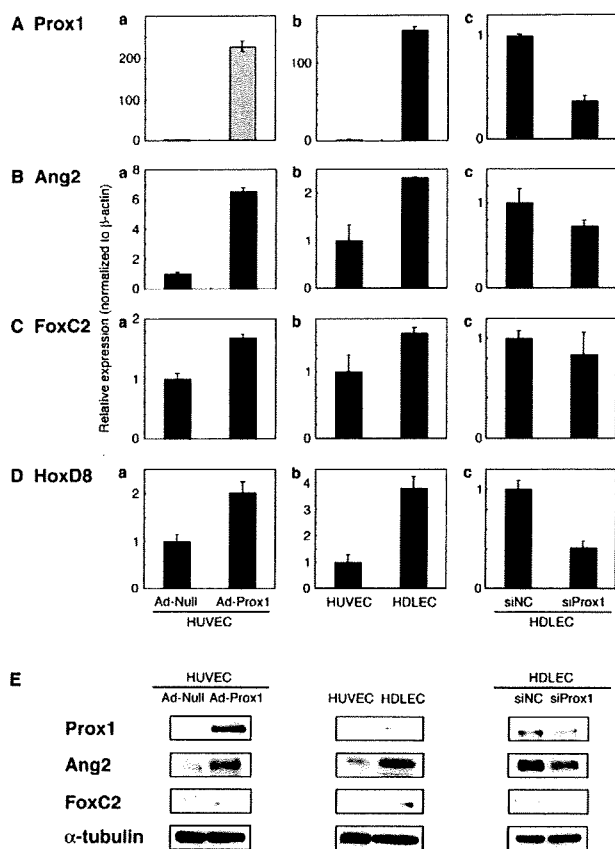 A Prox1
a
b
c
200
100
0
100
0
1
0
B Ang2
a
b
c
8
6
4
2
0
2
1
0
1
0
C FoxC2
a
b
c
2
1
0
2
1
0
1
0
D HoxD8
a
b
c
2
1
0
4
3
2
1
0
1
0
Relative expression (normalized to β-actin)
Ad-Null Ad-Prox1
HUVEC
HUVEC HDLEC
siNC siProx1
HDLEC
E
HUVEC
Ad-Null Ad-Prox1
HUVEC HDLEC
HDLEC
siNC siProx1
Prox1
Ang2
FoxC2
α-tubulin